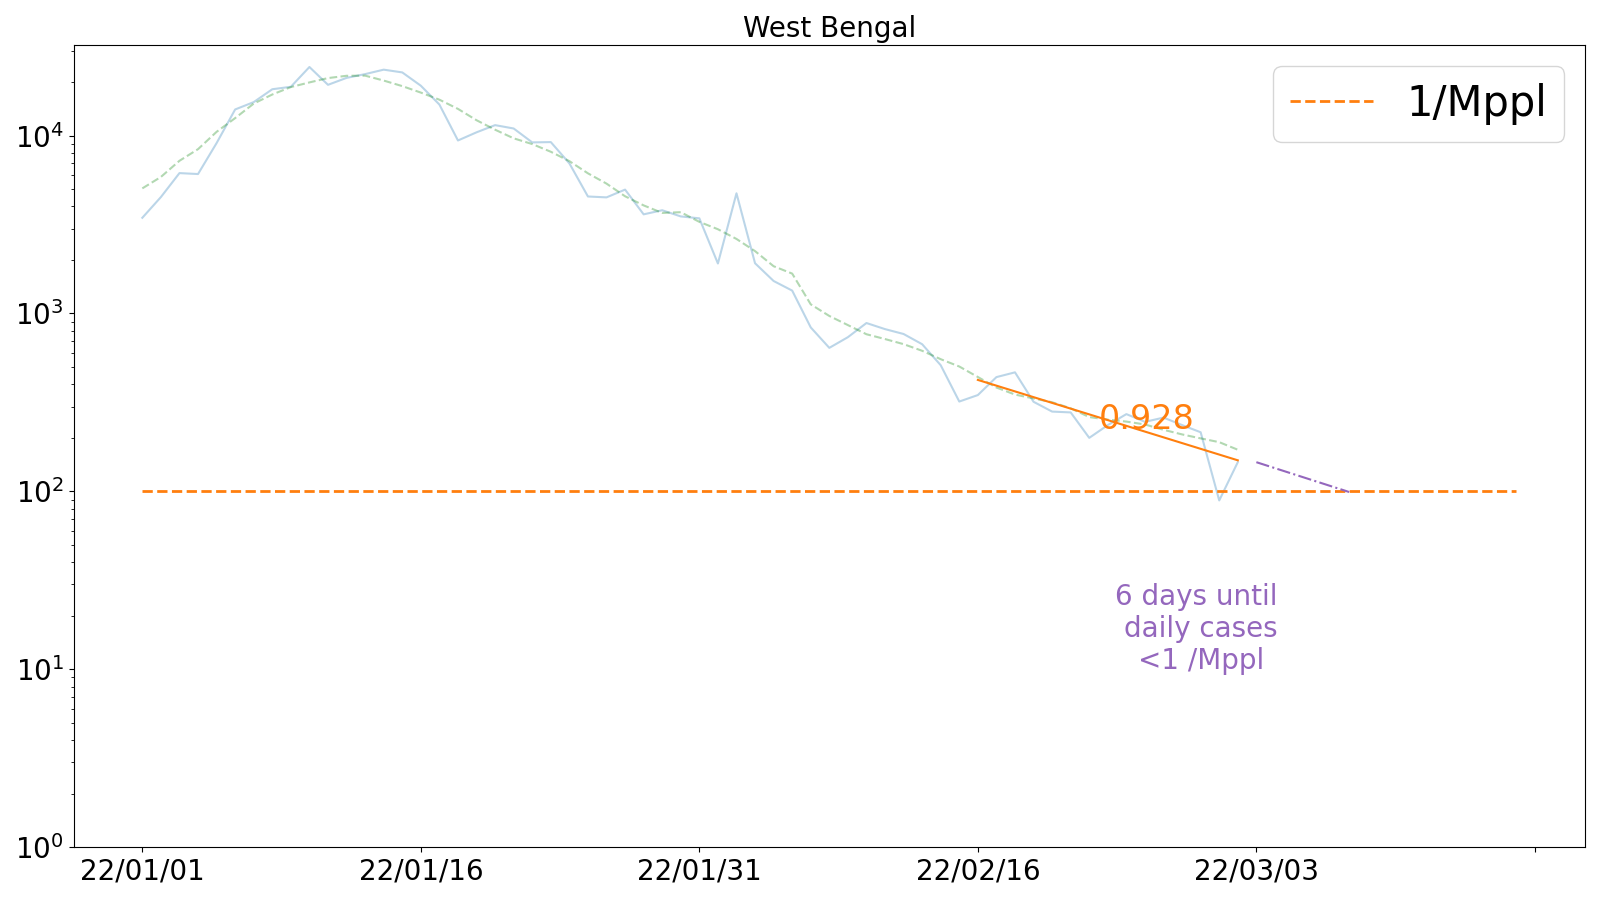 West Bengal
1/Mppl
10^4
10^3
10^2
10^1
10^0
0.928
6 days until
daily cases
<1 /Mppl
22/01/01 22/01/16 22/01/31 22/02/16 22/03/03